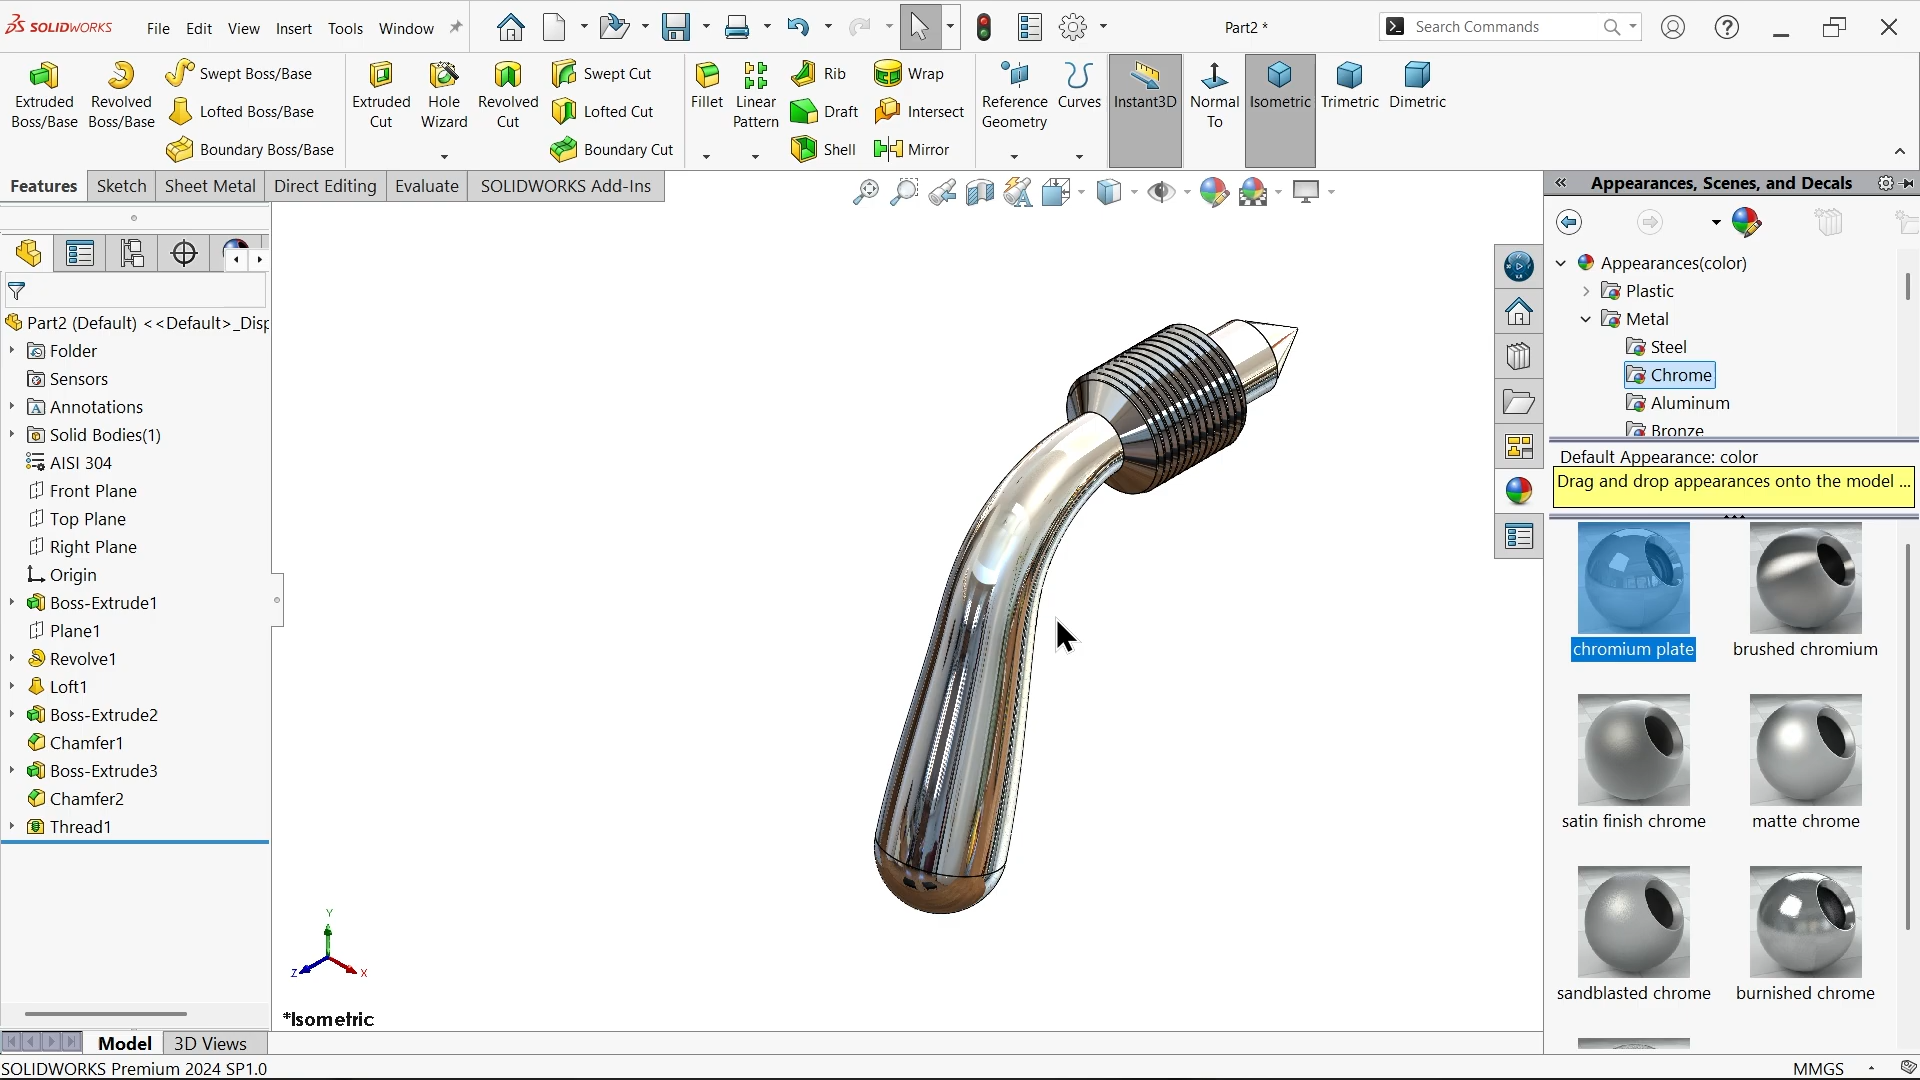 SOLIDWORKS File Edit View Insert Tools Window Part2 * Search Commands
Extruded Boss/Base
Revolved Boss/Base
Swept Boss/Base
Lofted Boss/Base
Boundary Boss/Base
Extruded Cut
Hole Wizard
Revolved Cut
Swept Cut
Lofted Cut
Boundary Cut
Fillet
Linear Pattern
Rib
Draft
Shell
Wrap
Intersect
Mirror
Reference Geometry
Curves
Instant3D
Normal To
Isometric
Trimetric
Dimetric
Features Sketch Sheet Metal Direct Editing Evaluate SOLIDWORKS Add-Ins
Part2 (Default) <<Default>_Disp
Folder
Sensors
Annotations
Solid Bodies(1)
AISI 304
Front Plane
Top Plane
Right Plane
Origin
Boss-Extrude1
Plane1
Revolve1
Loft1
Boss-Extrude2
Chamfer1
Boss-Extrude3
Chamfer2
Thread1
Y
Z
X
*Isometric
Appearances, Scenes, and Decals
Appearances(color)
Plastic
Metal
Steel
Chrome
Aluminum
Bronze
Default Appearance: color
Drag and drop appearances onto the model ...
chromium plate
brushed chromium
satin finish chrome
matte chrome
sandblasted chrome
burnished chrome
Model 3D Views
SOLIDWORKS Premium 2024 SP1.0
MMGS